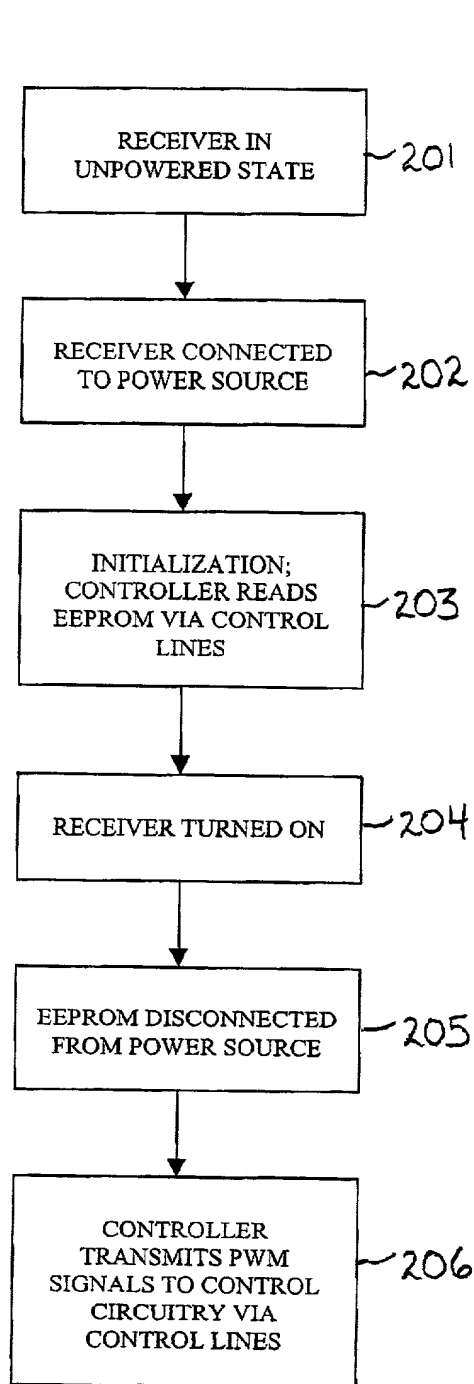 RECEIVER IN
UNPOWERED STATE
201
RECEIVER CONNECTED
TO POWER SOURCE
202
INITIALIZATION;
CONTROLLER READS
EEPROM VIA CONTROL
LINES
203
RECEIVER TURNED ON
204
EEPROM DISCONNECTED
FROM POWER SOURCE
205
CONTROLLER
TRANSMITS PWM
SIGNALS TO CONTROL
CIRCUITRY VIA
CONTROL LINES
206